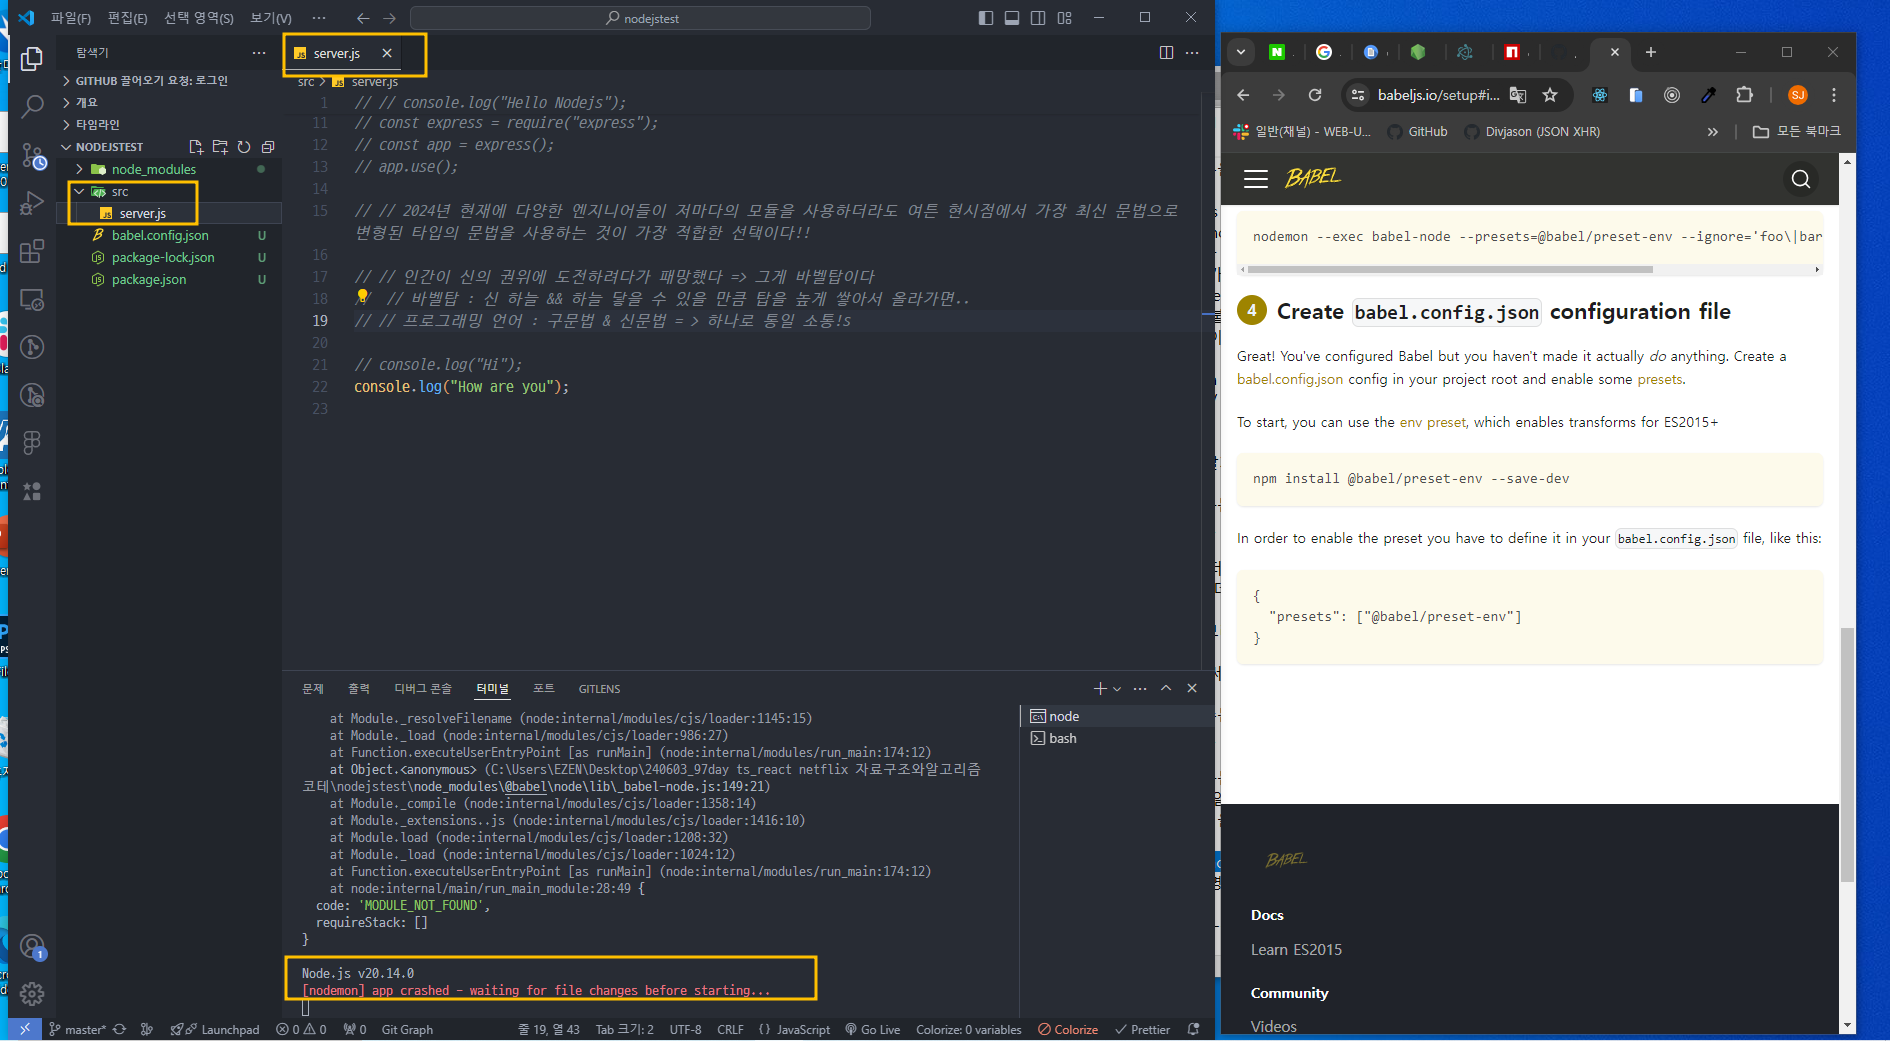 파일(F) 편집(E) 선택 영역(S) 보기(V) ··· nodejstest
탐색기
GITHUB 끌어오기 요청: 로그인
개요
타임라인
NODEJSTEST
node_modules
src
server.js
babel.config.json U
package-lock.json U
package.json U
server.js
src > server.js
1 // // console.log("Hello Nodejs");
11 // const express = require("express");
12 // const app = express();
13 // app.use();
14
15 // // 2024년 현재에 다양한 엔지니어들이 저마다의 모듈을 사용하더라도 여튼 현시점에서 가장 최신 문법으로
변형된 타입의 문법을 사용하는 것이 가장 적합한 선택이다!!
16
17 // // 인간이 신의 권위에 도전하려다가 패망했다 => 그게 바벨탑이다
18 // // 바벨탑 : 신 하늘 && 하늘 닿을 수 있을 만큼 탑을 높게 쌓아서 올라가면..
19 // // 프로그래밍 언어 : 구문법 & 신문법 = > 하나로 통일 소통!s
20
21 // console.log("Hi");
22 console.log("How are you");
23
문제 출력 디버그 콘솔 터미널 포트 GITLENS
at Module._resolveFilename (node:internal/modules/cjs/loader:1145:15)
at Module._load (node:internal/modules/cjs/loader:986:27)
at Function.executeUserEntryPoint [as runMain] (node:internal/modules/run_main:174:12)
at Object.<anonymous> (C:\Users\EZEN\Desktop\240603_97day ts_react netflix 자료구조와알고리즘
코테\nodejstest\node_modules\@babel\node\lib\_babel-node.js:149:21)
at Module._compile (node:internal/modules/cjs/loader:1358:14)
at Module._extensions..js (node:internal/modules/cjs/loader:1416:10)
at Module.load (node:internal/modules/cjs/loader:1208:32)
at Module._load (node:internal/modules/cjs/loader:1024:12)
at Function.executeUserEntryPoint [as runMain] (node:internal/modules/run_main:174:12)
at node:internal/main/run_main_module:28:49 {
code: 'MODULE_NOT_FOUND',
requireStack: []
}
Node.js v20.14.0
[nodemon] app crashed - waiting for file changes before starting...
node
bash
1
master* Launchpad 0 0 0 Git Graph 줄 19, 열 43 Tab 크기: 2 UTF-8 CRLF {} JavaScript Go Live Colorize: 0 variables Colorize Prettier
babeljs.io/setup#i... SJ
일반(채널) - WEB-U... GitHub Divjason (JSON XHR) » 모든 북마크
BABEL
nodemon --exec babel-node --presets=@babel/preset-env --ignore='foo\|bar
4 Create babel.config.json configuration file
Great! You've configured Babel but you haven't made it actually do anything. Create a
babel.config.json config in your project root and enable some presets.
To start, you can use the env preset, which enables transforms for ES2015+
npm install @babel/preset-env --save-dev
In order to enable the preset you have to define it in your babel.config.json file, like this:
{
"presets": ["@babel/preset-env"]
}
BABEL
Docs
Learn ES2015
Community
Videos